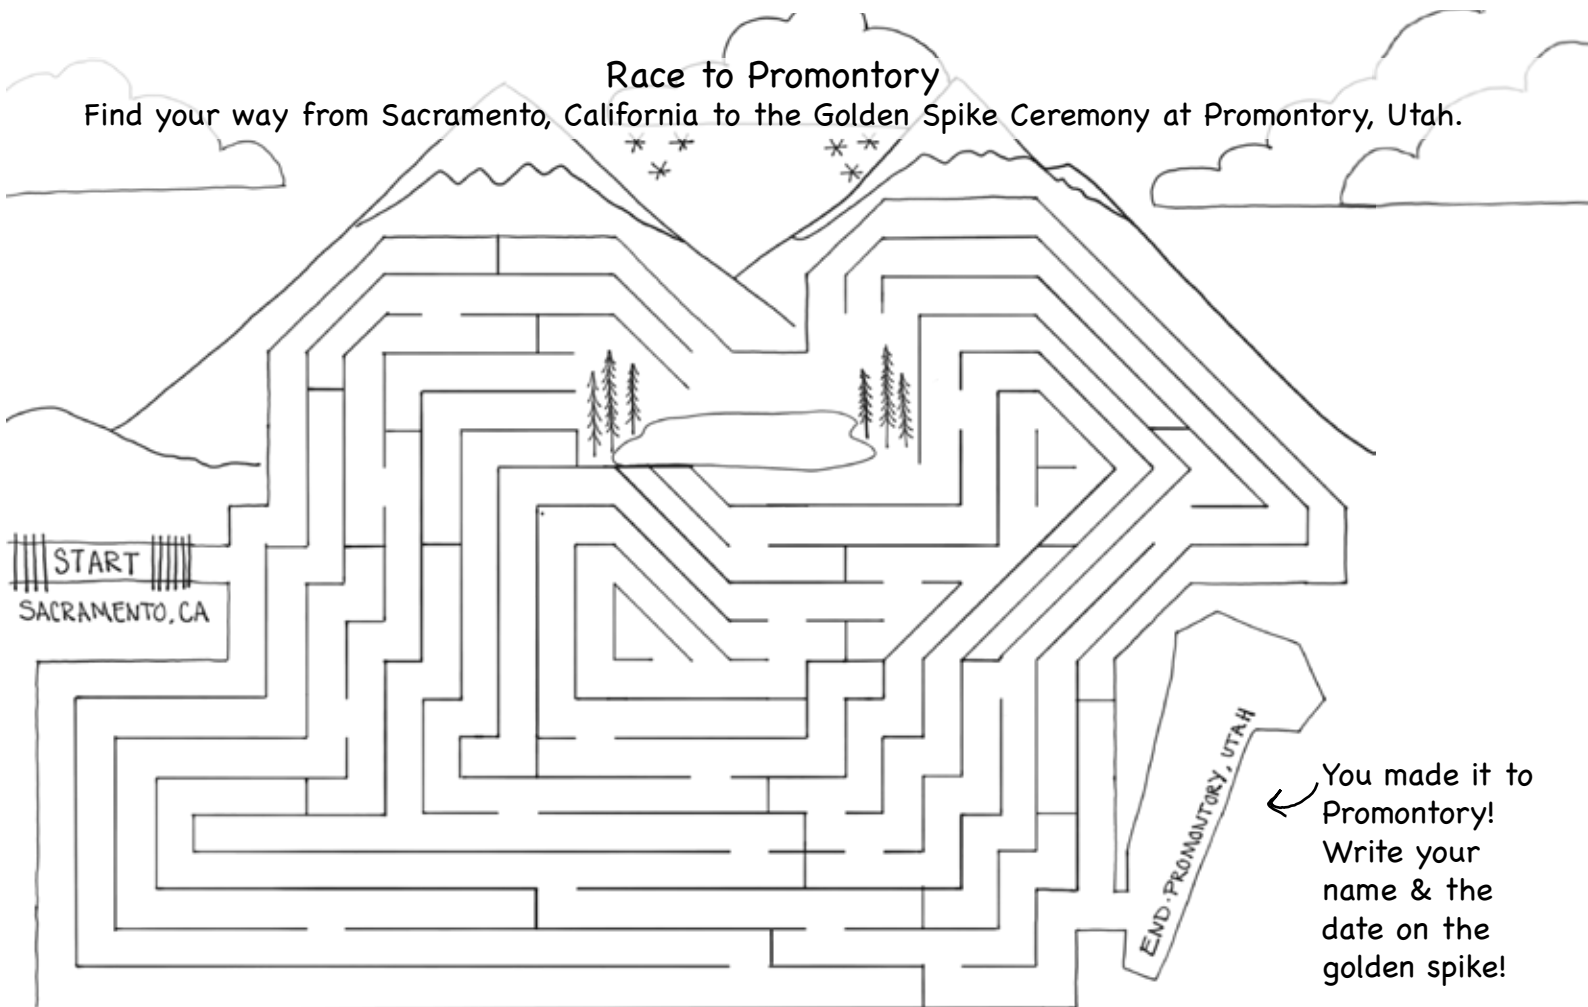 Race to Promontory
Find your way from Sacramento, California to the Golden Spike Ceremony at Promontory, Utah.
START
SACRAMENTO, CA
END · PROMONTORY, UTAH
You made it to
Promontory!
Write your
name & the
date on the
golden spike!